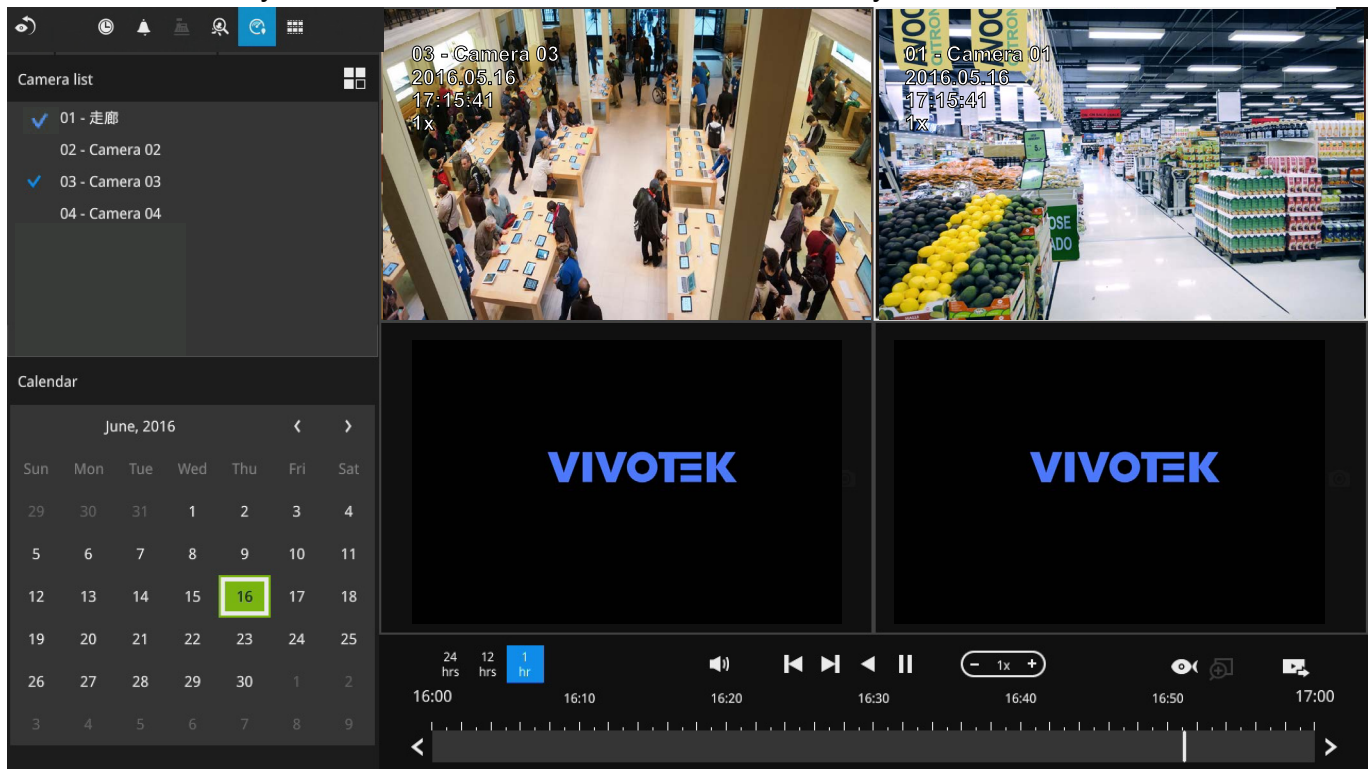 Camera list
01 - 走廊
02 - Camera 02
03 - Camera 03
04 - Camera 04
Calendar
June, 2016
Sun Mon Tue Wed Thu Fri Sat
29 30 31 1 2 3 4
5 6 7 8 9 10 11
12 13 14 15 16 17 18
19 20 21 22 23 24 25
26 27 28 29 30 1 2
3 4 5 6 7 8 9
03 - Camera 03
2016.05.16
17:15:41
1x
01 - Camera 01
2016.05.16
17:15:41
1x
VIVOTEK
VIVOTEK
24 hrs
12 hrs
1 hr
- 1x +
16:00 16:10 16:20 16:30 16:40 16:50 17:00